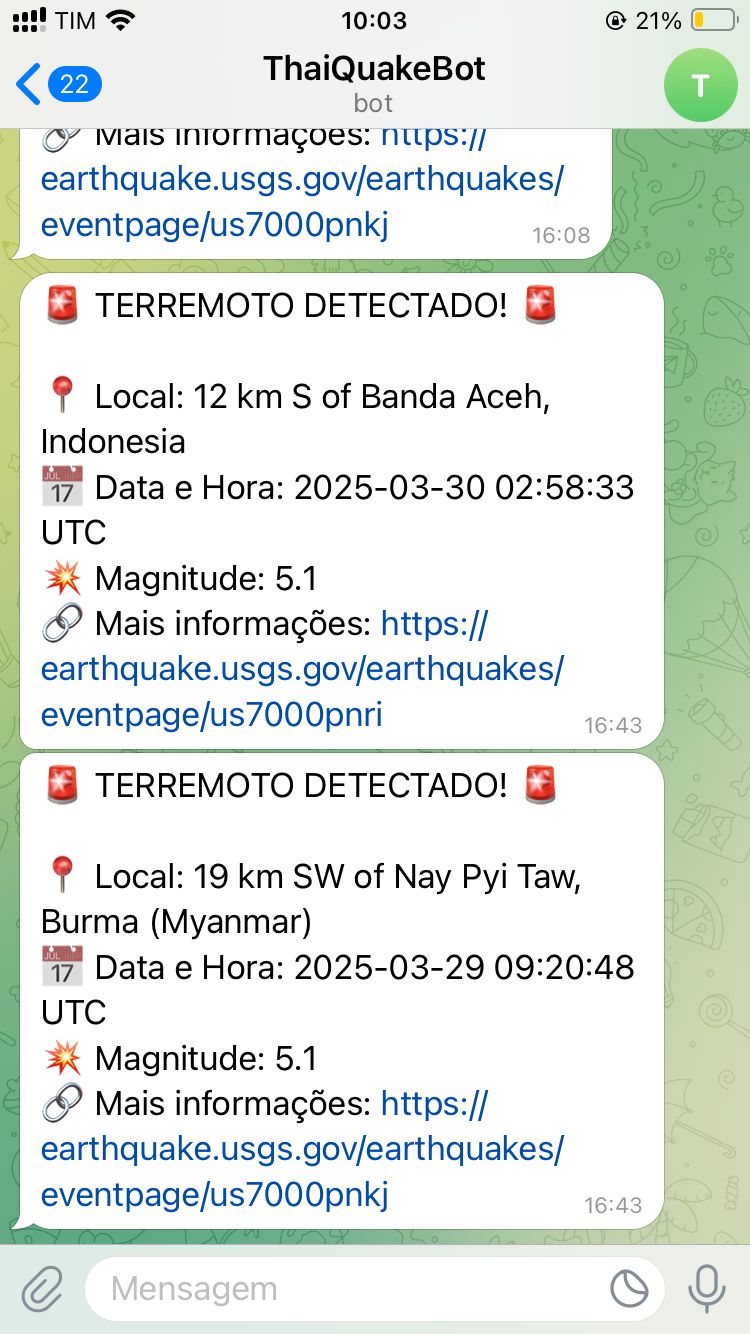 TIM 10:03 21%
22 ThaiQuakeBot T
bot
Mais informações: https://
earthquake.usgs.gov/earthquakes/
eventpage/us7000pnkj 16:08
🚨 TERREMOTO DETECTADO! 🚨
📍 Local: 12 km S of Banda Aceh,
Indonesia
📅 Data e Hora: 2025-03-30 02:58:33
UTC
💥 Magnitude: 5.1
🔗 Mais informações: https://
earthquake.usgs.gov/earthquakes/
eventpage/us7000pnri 16:43
🚨 TERREMOTO DETECTADO! 🚨
📍 Local: 19 km SW of Nay Pyi Taw,
Burma (Myanmar)
📅 Data e Hora: 2025-03-29 09:20:48
UTC
💥 Magnitude: 5.1
🔗 Mais informações: https://
earthquake.usgs.gov/earthquakes/
eventpage/us7000pnkj 16:43
Mensagem